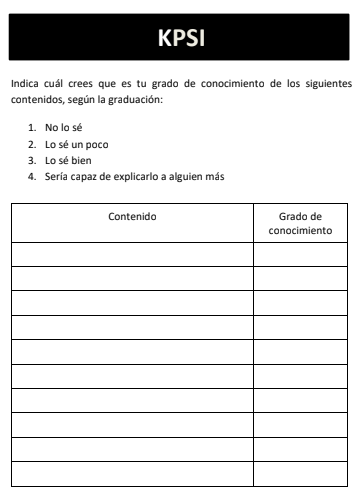 KPSI
Indica cuál crees que es tu grado de conocimiento de los siguientes
contenidos, según la graduación:
1. No lo sé
2. Lo sé un poco
3. Lo sé bien
4. Sería capaz de explicarlo a alguien más
Contenido
Grado de
conocimiento